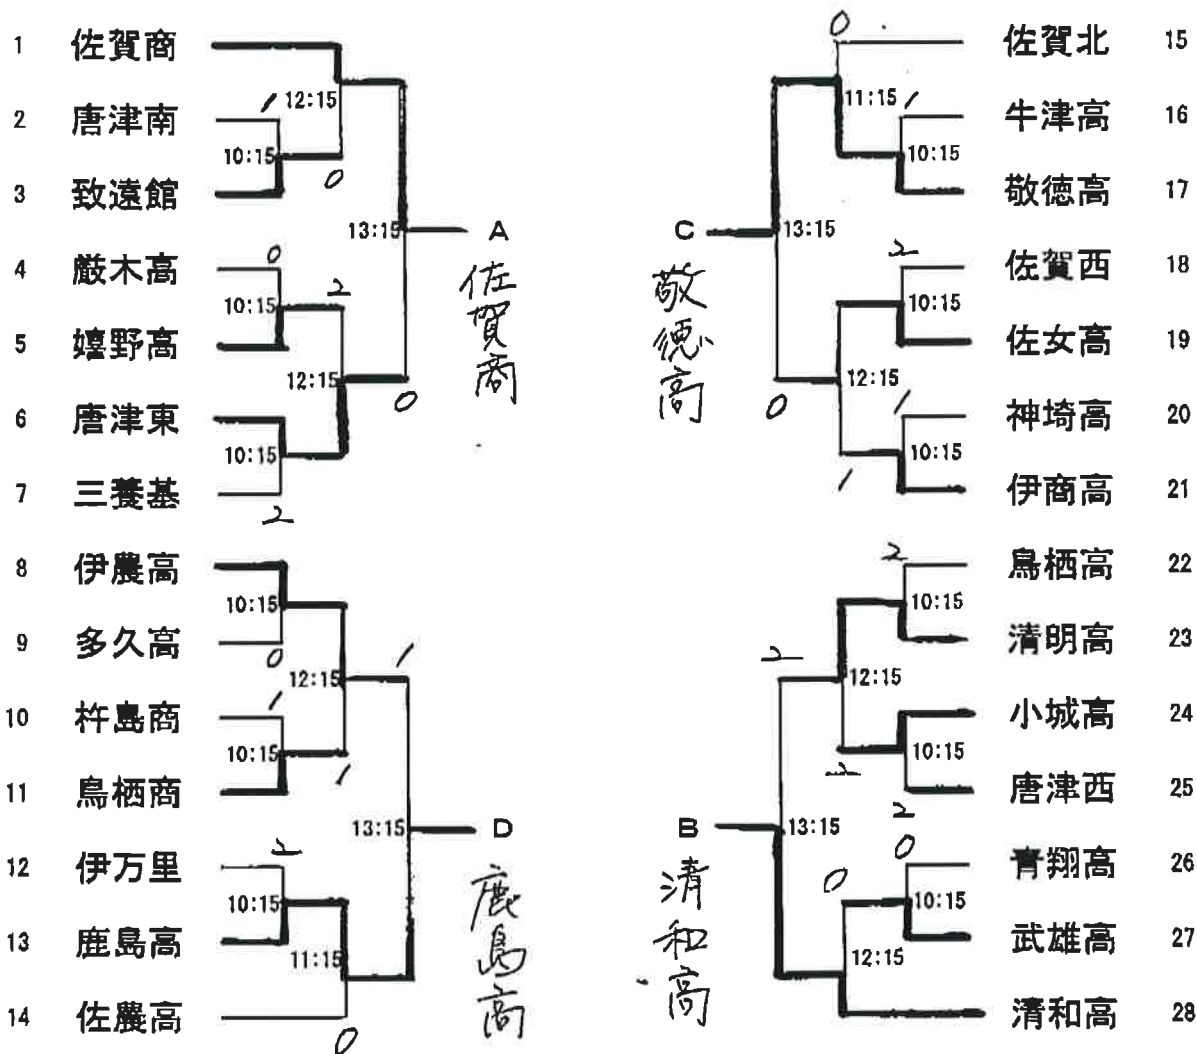 1 佐賀商
12:15
1
2 唐津南
10:15
0
3 致遠館
13:15 A
佐賀商
0
4 厳木高
10:15
2
5 嬉野高
12:15
0
6 唐津東
10:15
7 三養基
2
8 伊農高
10:15
9 多久高
0
12:15
1
1
10 杵島商
10:15
1
11 鳥栖商
13:15 D
鹿島高
2
12 伊万里
10:15
13 鹿島高
11:15
14 佐農高
0
0
佐賀北 15
11:15
1
牛津高 16
10:15
敬徳高 17
C 13:15
敬徳高
2
佐賀西 18
10:15
佐女高 19
12:15
0
1
神埼高 20
10:15
1
伊商高 21
2
鳥栖高 22
10:15
清明高 23
2
12:15
小城高 24
10:15
2
唐津西 25
2
B 13:15
清和高
0
青翔高 26
0
10:15
武雄高 27
12:15
清和高 28